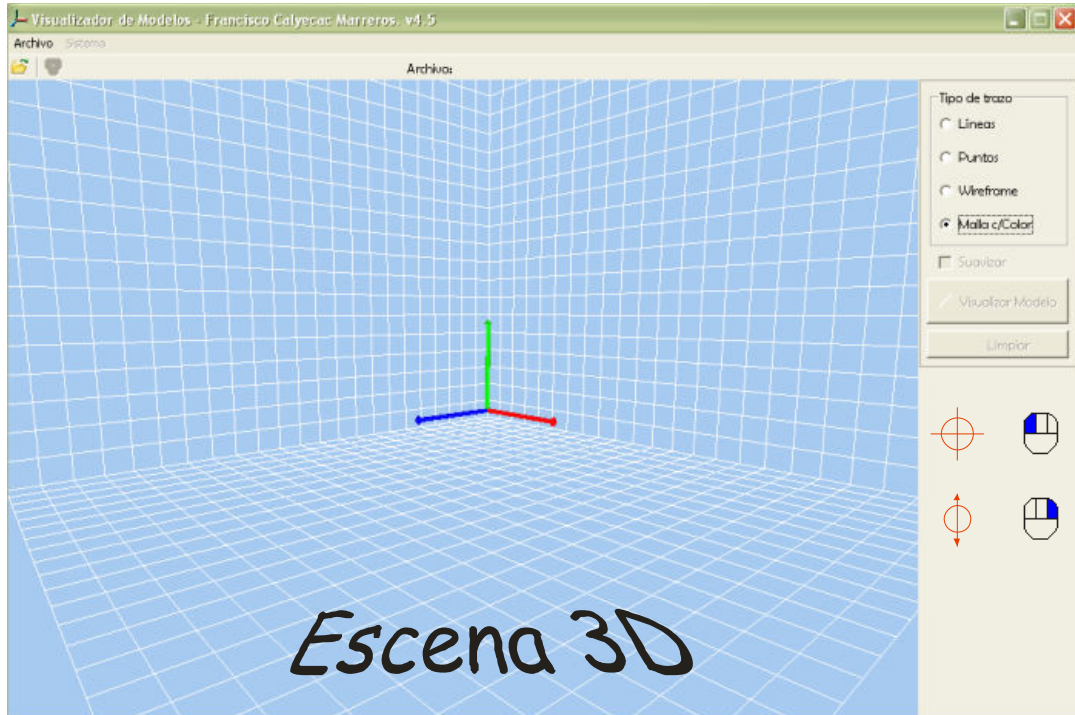 Visualizador de Modelos - Francisco Calyecac Marreros. v4.5
Archivo Sistema
Archivo:
Tipo de trazo
Líneas
Puntos
Wireframe
Malla c/Color
Suavizar
Visualizar Modelo
Limpiar
Escena 3D